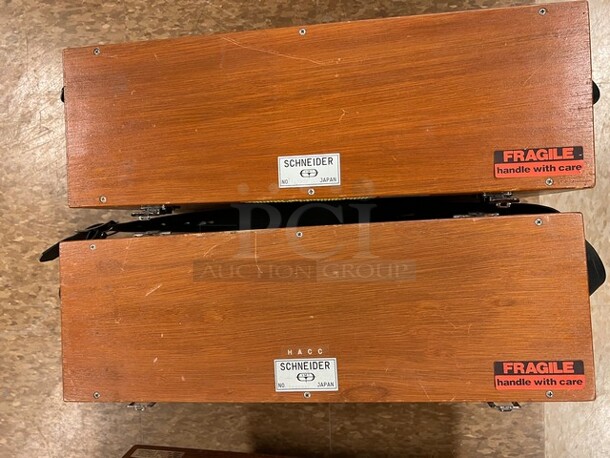 SCHNEIDER
NO JAPAN
FRAGILE
handle with care
PCI
AUCTION GROUP
HACC
SCHNEIDER
NO JAPAN
FRAGILE
handle with care